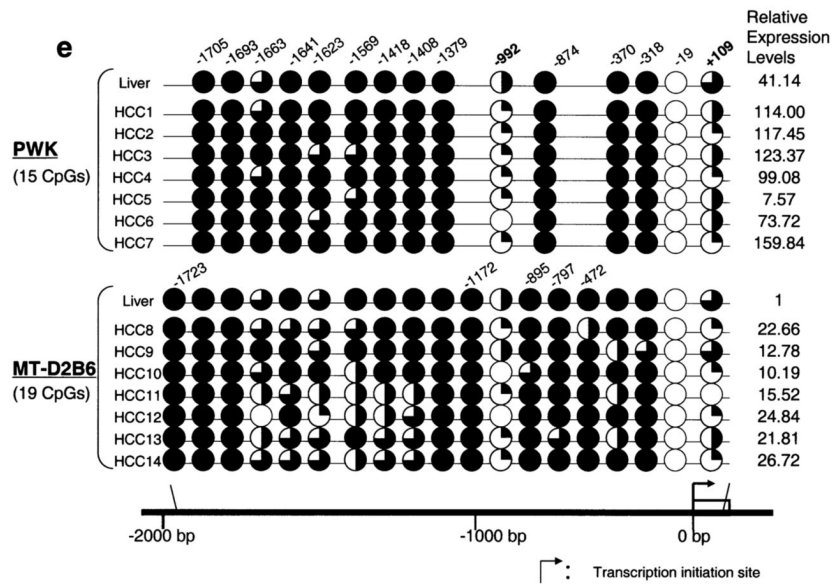 e
-1705 -1693 -1663 -1641 -1623 -1569 -1418 -1408 -1379 -992 -874 -370 -318 -19 +109
Relative
Expression
Levels
Liver 41.14
HCC1 114.00
HCC2 117.45
PWK
(15 CpGs)
HCC3 123.37
HCC4 99.08
HCC5 7.57
HCC6 73.72
HCC7 159.84
-1723 -1172 -895 -797 -472
Liver 1
HCC8 22.66
HCC9 12.78
MT-D2B6
(19 CpGs)
HCC10 10.19
HCC11 15.52
HCC12 24.84
HCC13 21.81
HCC14 26.72
-2000 bp -1000 bp 0 bp
: Transcription initiation site